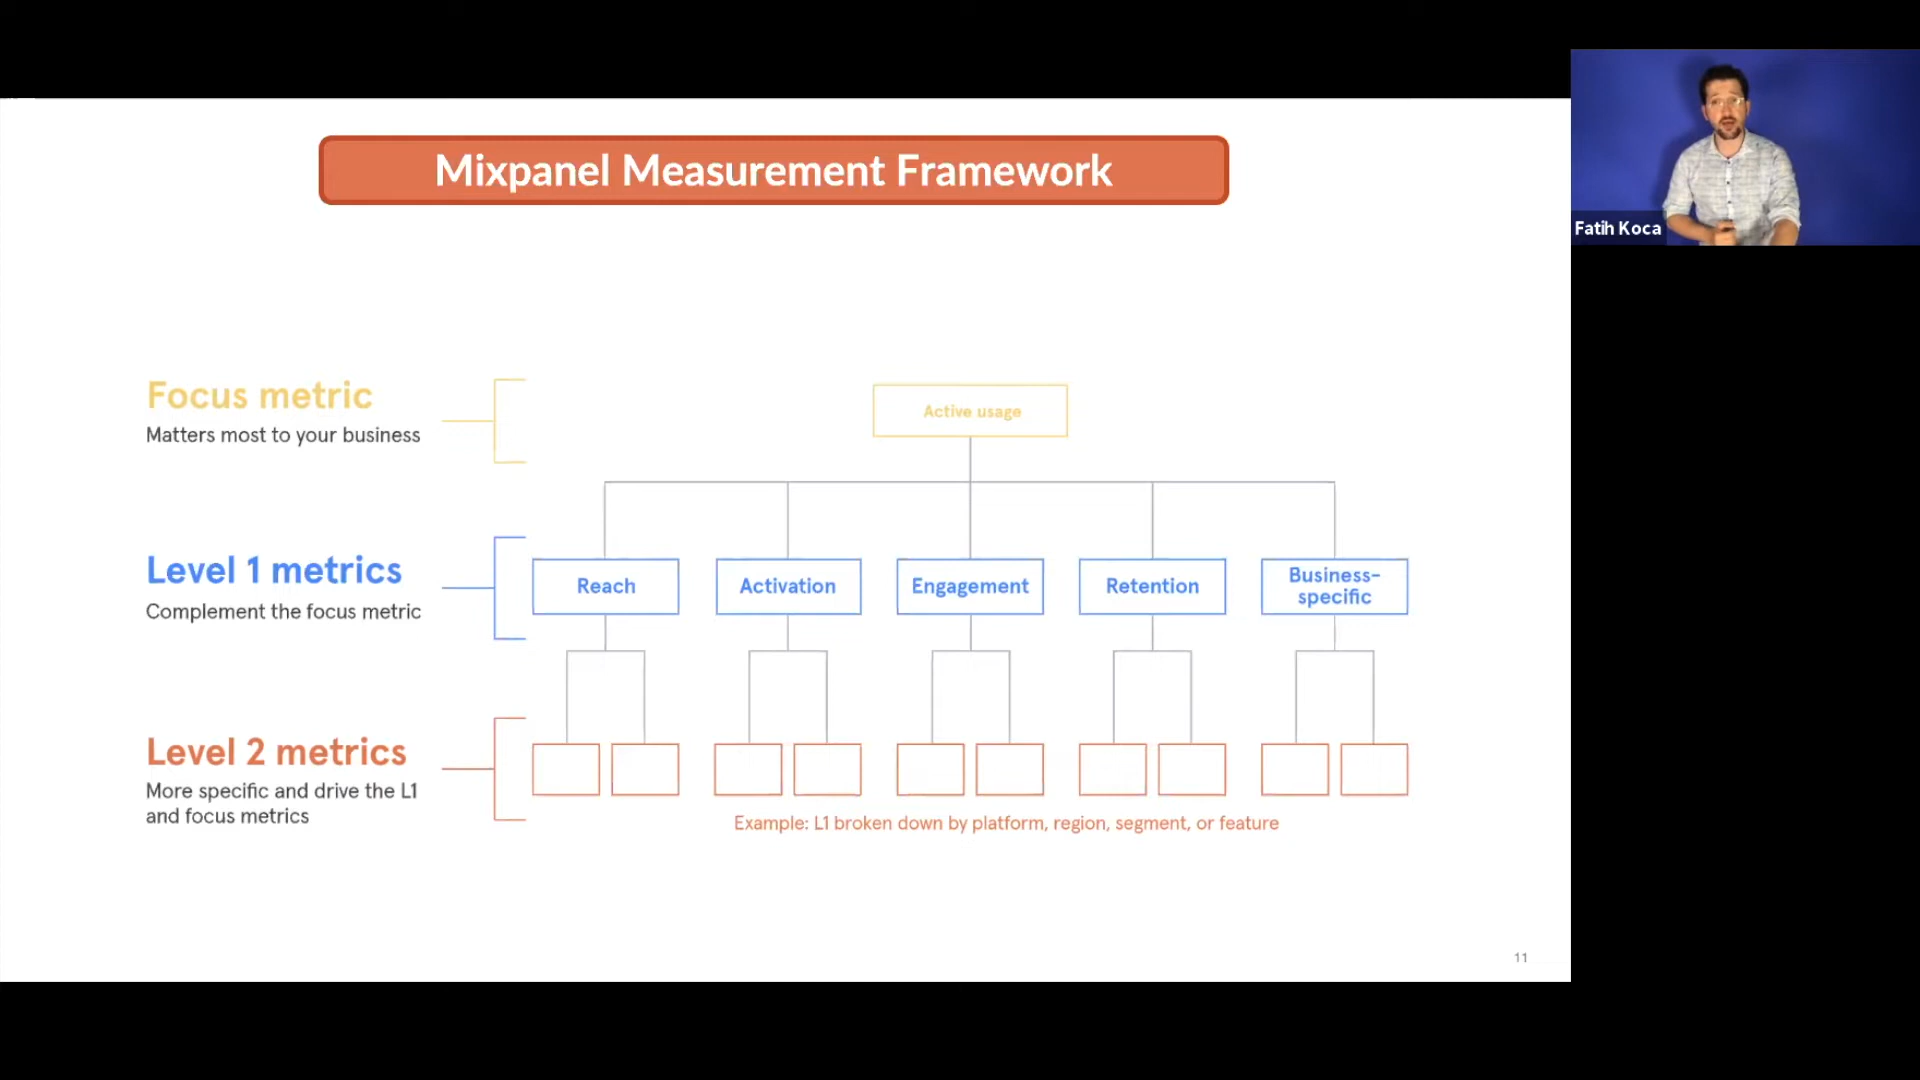 Mixpanel Measurement Framework
Fatih Koca
Focus metric
Matters most to your business
Active usage
Level 1 metrics
Complement the focus metric
Reach
Activation
Engagement
Retention
Business-
specific
Level 2 metrics
More specific and drive the L1
and focus metrics
Example: L1 broken down by platform, region, segment, or feature
11